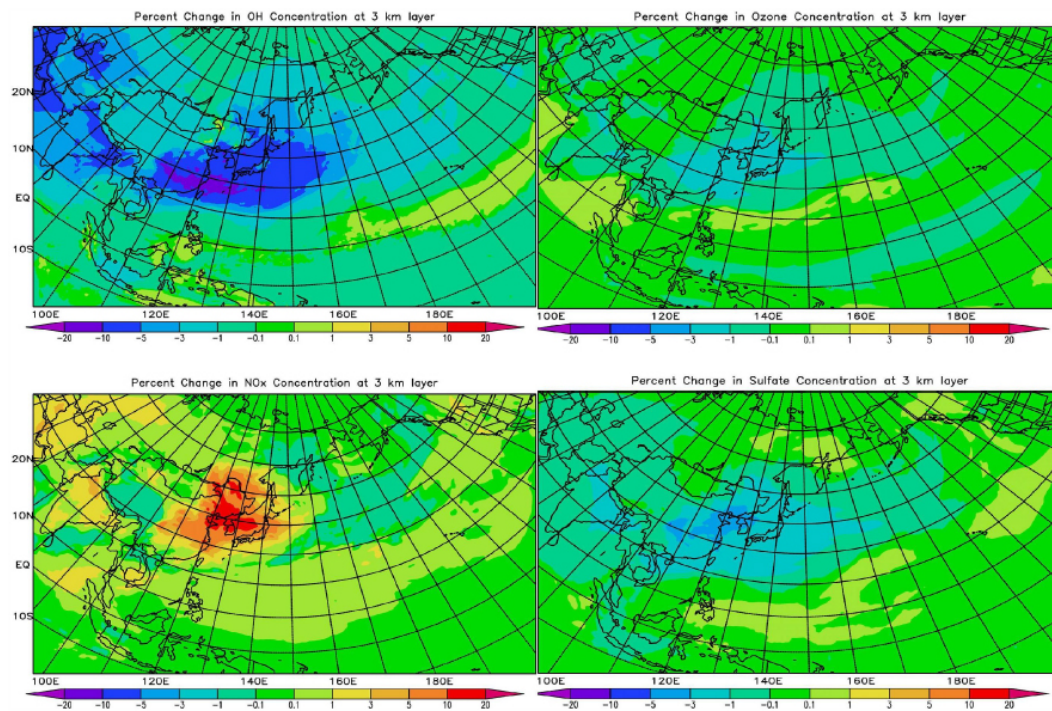 Percent Change in OH Concentration at 3 km layer
20N
10N
EQ
10S
100E 120E 140E 160E 180E
-20 -10 -5 -3 -1 -0.1 0.1 1 3 5 10 20
Percent Change in Ozone Concentration at 3 km layer
100E 120E 140E 160E 180E
-20 -10 -5 -3 -1 -0.1 0.1 1 3 5 10 20
Percent Change in NOx Concentration at 3 km layer
20N
10N
EQ
10S
100E 120E 140E 160E 180E
-20 -10 -5 -3 -1 -0.1 0.1 1 3 5 10 20
Percent Change in Sulfate Concentration at 3 km layer
100E 120E 140E 160E 180E
-20 -10 -5 -3 -1 -0.1 0.1 1 3 5 10 20